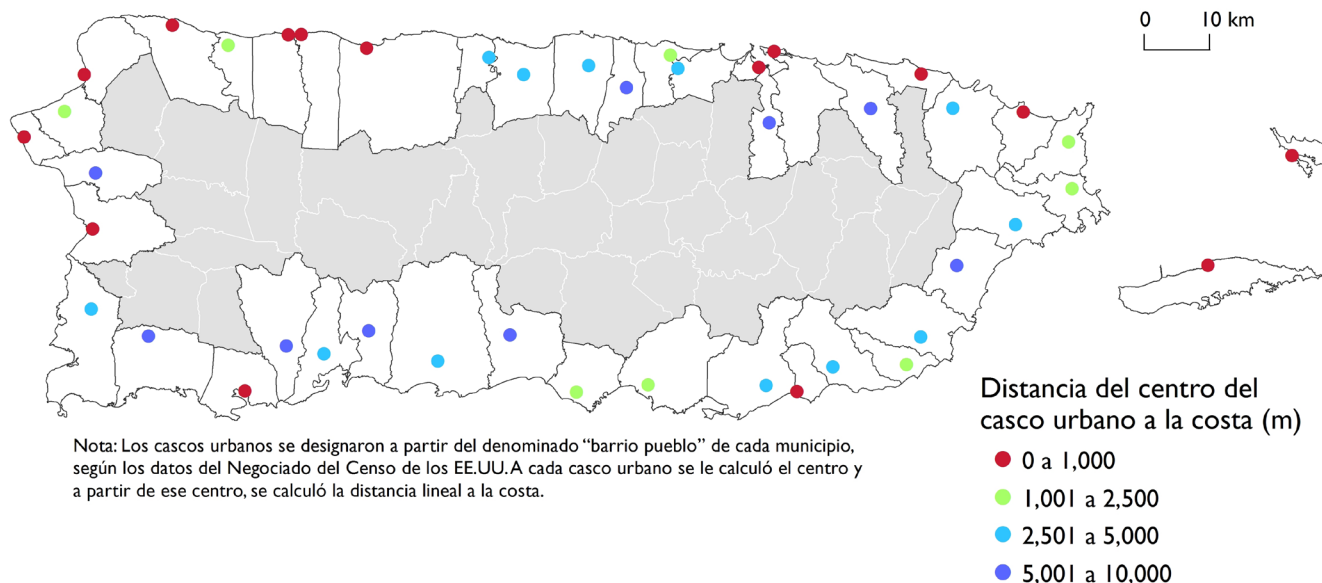 0 10 km
Distancia del centro del
casco urbano a la costa (m)
0 a 1,000
1,001 a 2,500
2,501 a 5,000
5,001 a 10,000
Nota: Los cascos urbanos se designaron a partir del denominado “barrio pueblo” de cada municipio,
según los datos del Negociado del Censo de los EE.UU. A cada casco urbano se le calculó el centro y
a partir de ese centro, se calculó la distancia lineal a la costa.